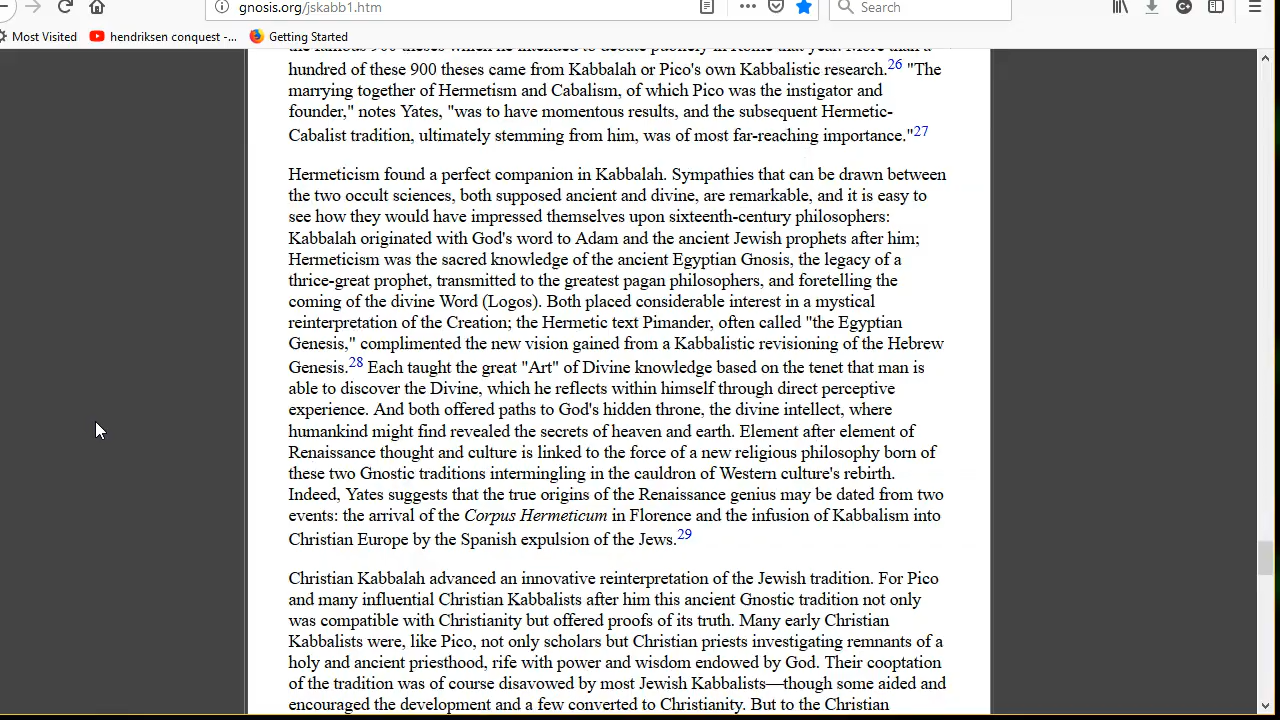 gnosis.org/jskabb1.htm
Search
Most Visited
hendriksen conquest -...
Getting Started
the famous 900 theses which he intended to debate publicly in Rome that year. More than a
hundred of these 900 theses came from Kabbalah or Pico's own Kabbalistic research.26 "The
marrying together of Hermetism and Cabalism, of which Pico was the instigator and
founder," notes Yates, "was to have momentous results, and the subsequent Hermetic-
Cabalist tradition, ultimately stemming from him, was of most far-reaching importance."27
Hermeticism found a perfect companion in Kabbalah. Sympathies that can be drawn between
the two occult sciences, both supposed ancient and divine, are remarkable, and it is easy to
see how they would have impressed themselves upon sixteenth-century philosophers:
Kabbalah originated with God's word to Adam and the ancient Jewish prophets after him;
Hermeticism was the sacred knowledge of the ancient Egyptian Gnosis, the legacy of a
thrice-great prophet, transmitted to the greatest pagan philosophers, and foretelling the
coming of the divine Word (Logos). Both placed considerable interest in a mystical
reinterpretation of the Creation; the Hermetic text Pimander, often called "the Egyptian
Genesis," complimented the new vision gained from a Kabbalistic revisioning of the Hebrew
Genesis.28 Each taught the great "Art" of Divine knowledge based on the tenet that man is
able to discover the Divine, which he reflects within himself through direct perceptive
experience. And both offered paths to God's hidden throne, the divine intellect, where
humankind might find revealed the secrets of heaven and earth. Element after element of
Renaissance thought and culture is linked to the force of a new religious philosophy born of
these two Gnostic traditions intermingling in the cauldron of Western culture's rebirth.
Indeed, Yates suggests that the true origins of the Renaissance genius may be dated from two
events: the arrival of the Corpus Hermeticum in Florence and the infusion of Kabbalism into
Christian Europe by the Spanish expulsion of the Jews.29
Christian Kabbalah advanced an innovative reinterpretation of the Jewish tradition. For Pico
and many influential Christian Kabbalists after him this ancient Gnostic tradition not only
was compatible with Christianity but offered proofs of its truth. Many early Christian
Kabbalists were, like Pico, not only scholars but Christian priests investigating remnants of a
holy and ancient priesthood, rife with power and wisdom endowed by God. Their cooptation
of the tradition was of course disavowed by most Jewish Kabbalists—though some aided and
encouraged the development and a few converted to Christianity. But to the Christian